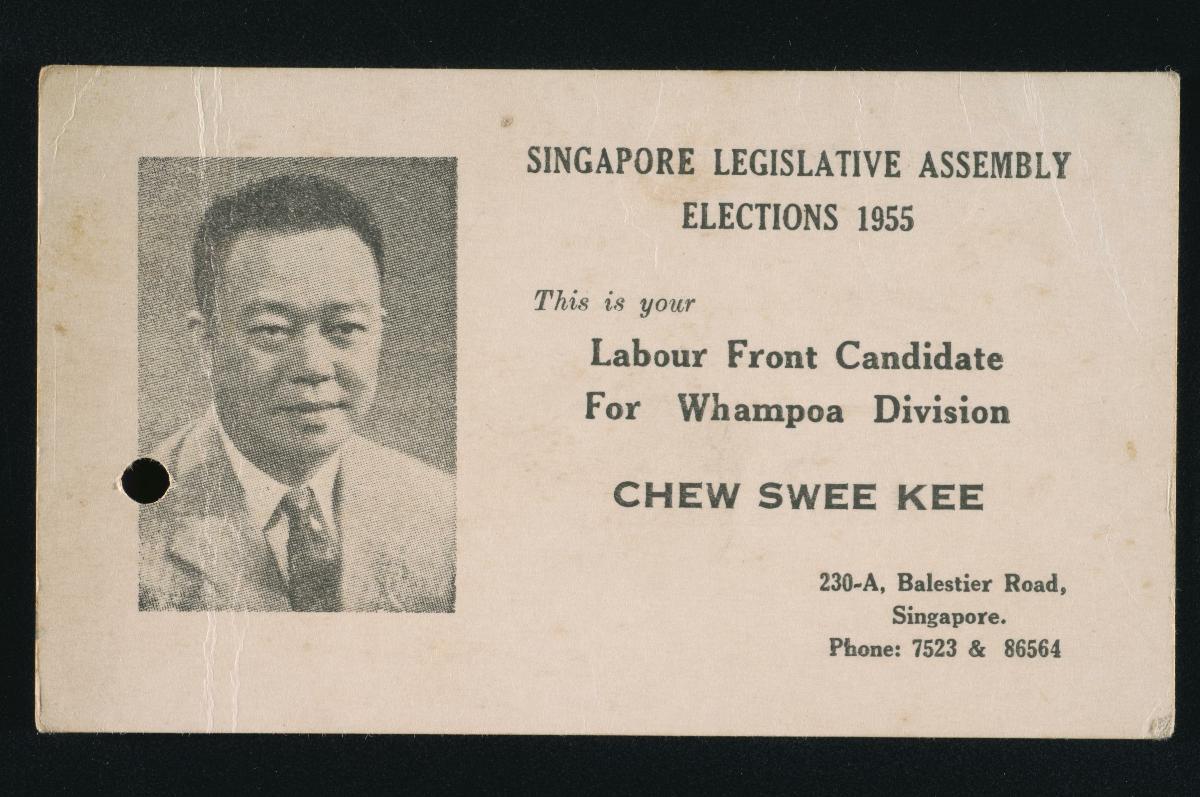 SINGAPORE LEGISLATIVE ASSEMBLY
ELECTIONS 1955
This is your
Labour Front Candidate
For Whampoa Division
CHEW SWEE KEE
230-A, Balestier Road,
Singapore.
Phone: 7523 & 86564